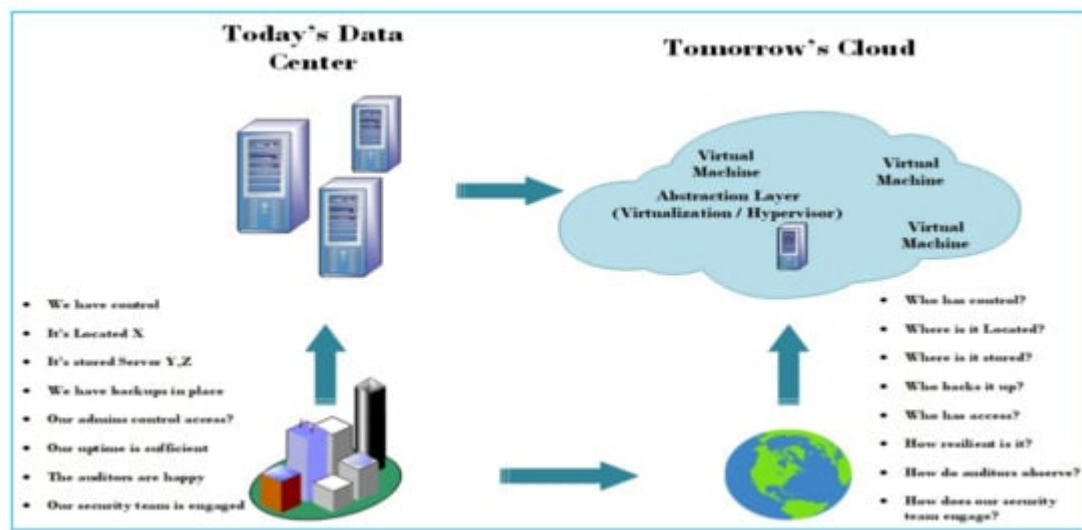 Today's Data
Center
Tomorrow's Cloud
Virtual
Machine
Virtual
Machine
Abstraction Layer
(Virtualization / Hypervisor)
Virtual
Machine
• We have control
• It's Located X
• It's stored Server Y,Z
• We have backups in place
• Our admins control access?
• Our uptime is sufficient
• The auditors are happy
• Our security team is engaged
• Who has control?
• Where is it Located?
• Where is it stored?
• Who backs it up?
• Who has access?
• How resilient is it?
• How do auditors observe?
• How does our security
team engage?